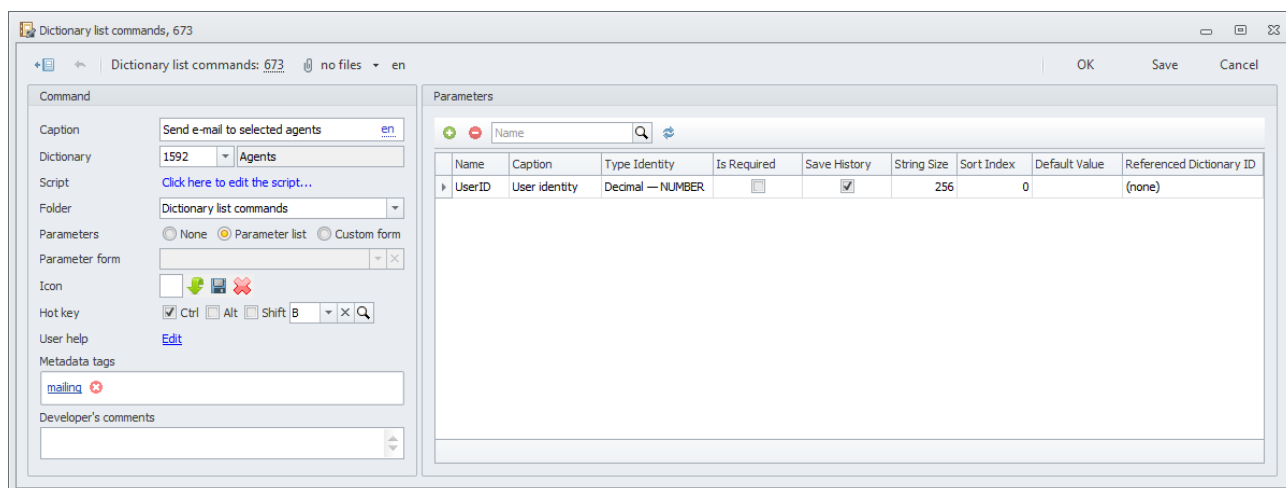 Dictionary list commands, 673
Dictionary list commands: 673 no files en OK Save Cancel
Command
Caption Send e-mail to selected agents en
Dictionary 1592 Agents
Script Click here to edit the script...
Folder Dictionary list commands
Parameters None Parameter list Custom form
Parameter form
Icon
Hot key Ctrl Alt Shift B
User help Edit
Metadata tags
mailing
Developer's comments
Parameters
Name
Name Caption Type Identity Is Required Save History String Size Sort Index Default Value Referenced Dictionary ID
UserID User identity Decimal — NUMBER 256 0 (none)